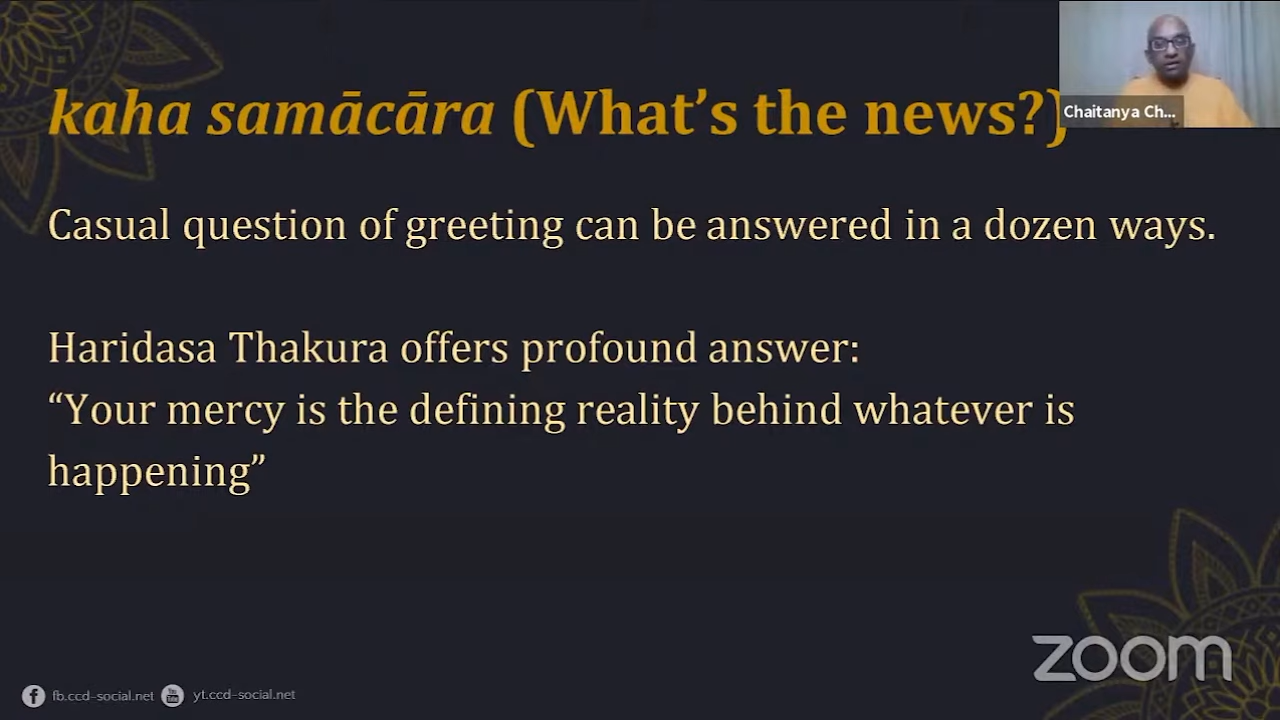 kaha samācāra (What's the news?)
Chaitanya Ch...
Casual question of greeting can be answered in a dozen ways.
Haridasa Thakura offers profound answer:
“Your mercy is the defining reality behind whatever is
happening”
zoom
fb.ccd-social.net
yt.ccd-social.net